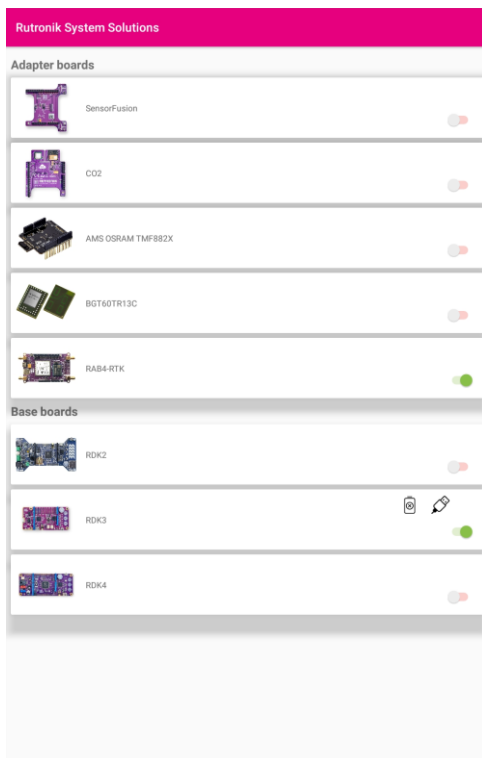 Rutronik System Solutions
Adapter boards
SensorFusion
CO2
AMS OSRAM TMF882X
BGT60TR13C
RAB4-RTK
Base boards
RDK2
RDK3
RDK4